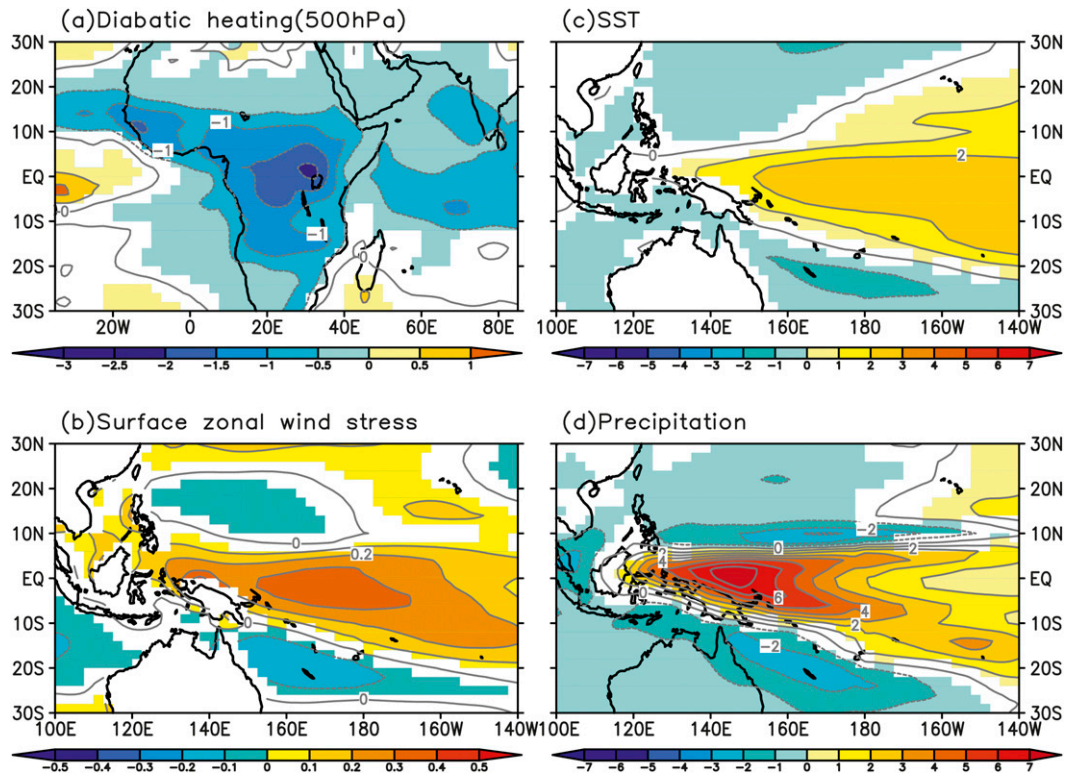 (a)Diabatic heating(500hPa)
30N
20N
10N
EQ
10S
20S
30S
-1
-1
-1
0
0
20W 0 20E 40E 60E 80E
-3 -2.5 -2 -1.5 -1 -0.5 0 0.5 1
(c)SST
30N
20N
10N
EQ
10S
20S
30S
0
2
100E 120E 140E 160E 180 160W 140W
-7 -6 -5 -4 -3 -2 -1 0 1 2 3 4 5 6 7
(b)Surface zonal wind stress
30N
20N
10N
EQ
10S
20S
30S
0
0.2
0
0
100E 120E 140E 160E 180 160W 140W
-0.5 -0.4 -0.3 -0.2 -0.1 0 0.1 0.2 0.3 0.4 0.5
(d)Precipitation
30N
20N
10N
EQ
10S
20S
30S
-2
0
2
2
4
6
4
2
0
-2
100E 120E 140E 160E 180 160W 140W
-7 -6 -5 -4 -3 -2 -1 0 1 2 3 4 5 6 7